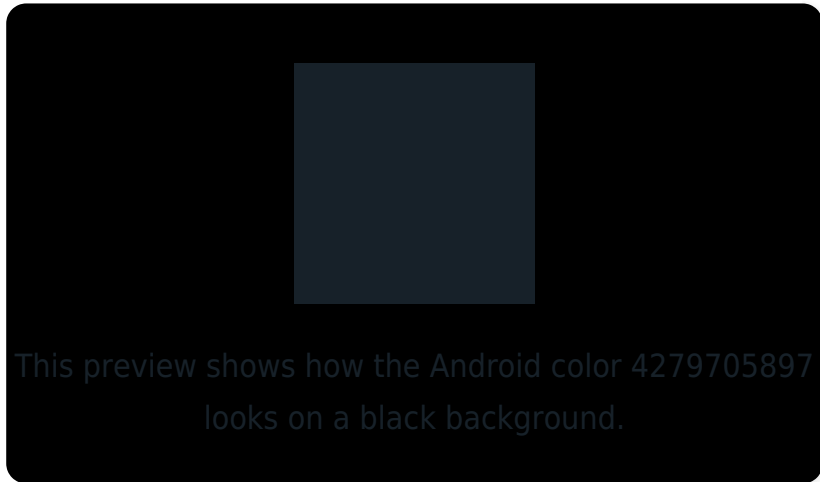 This preview shows how the Android color 4279705897
looks on a black background.